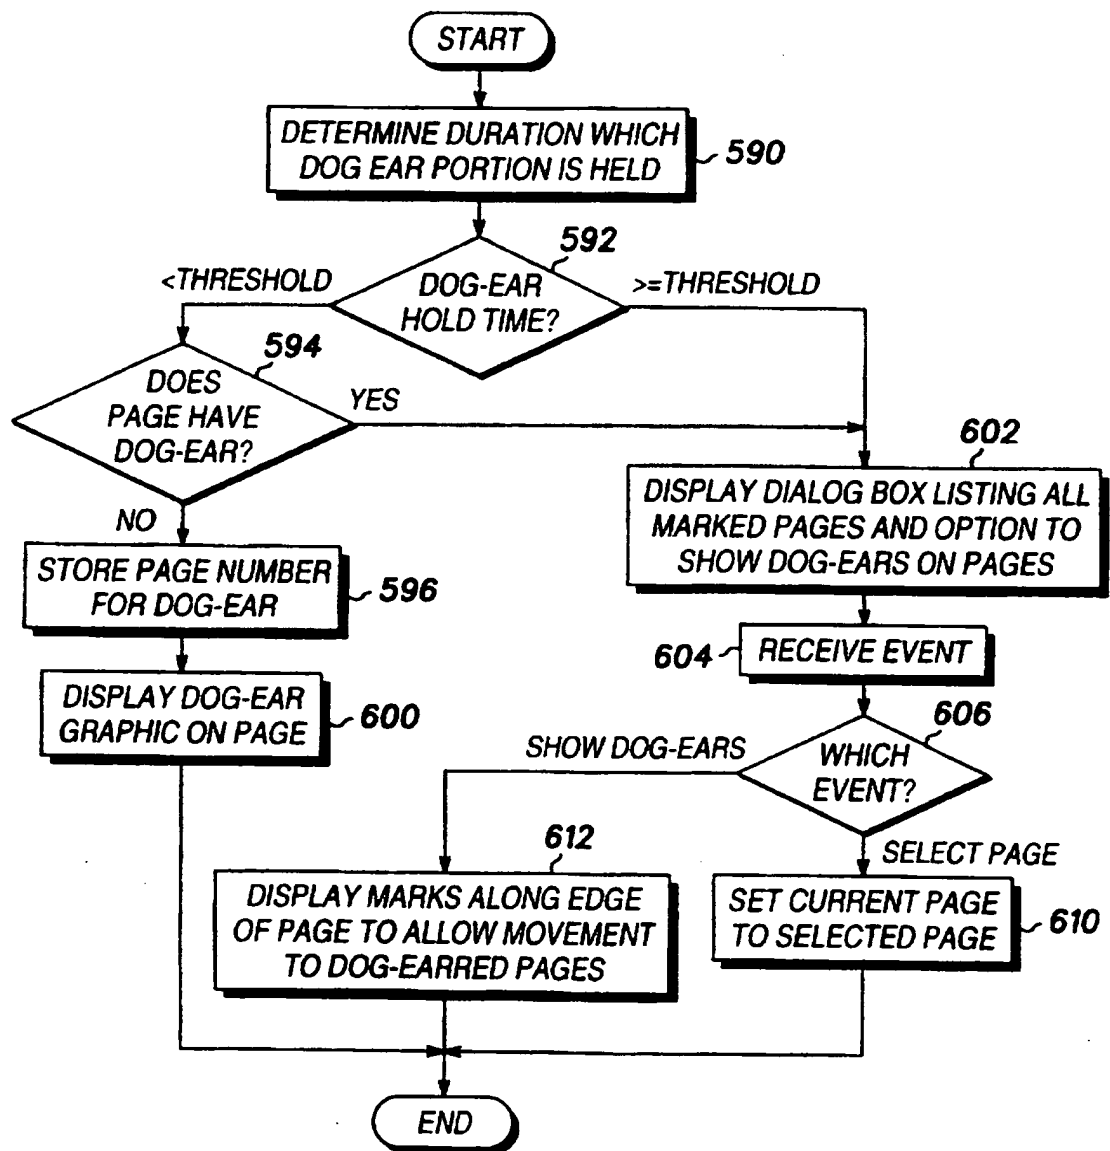 START
DETERMINE DURATION WHICH
DOG EAR PORTION IS HELD
590
592
<THRESHOLD
DOG-EAR
HOLD TIME?
>=THRESHOLD
594
DOES
PAGE HAVE
DOG-EAR?
YES
NO
602
DISPLAY DIALOG BOX LISTING ALL
MARKED PAGES AND OPTION TO
SHOW DOG-EARS ON PAGES
STORE PAGE NUMBER
FOR DOG-EAR
596
604
RECEIVE EVENT
DISPLAY DOG-EAR
GRAPHIC ON PAGE
600
606
SHOW DOG-EARS
WHICH
EVENT?
SELECT PAGE
612
DISPLAY MARKS ALONG EDGE
OF PAGE TO ALLOW MOVEMENT
TO DOG-EARRED PAGES
SET CURRENT PAGE
TO SELECTED PAGE
610
END